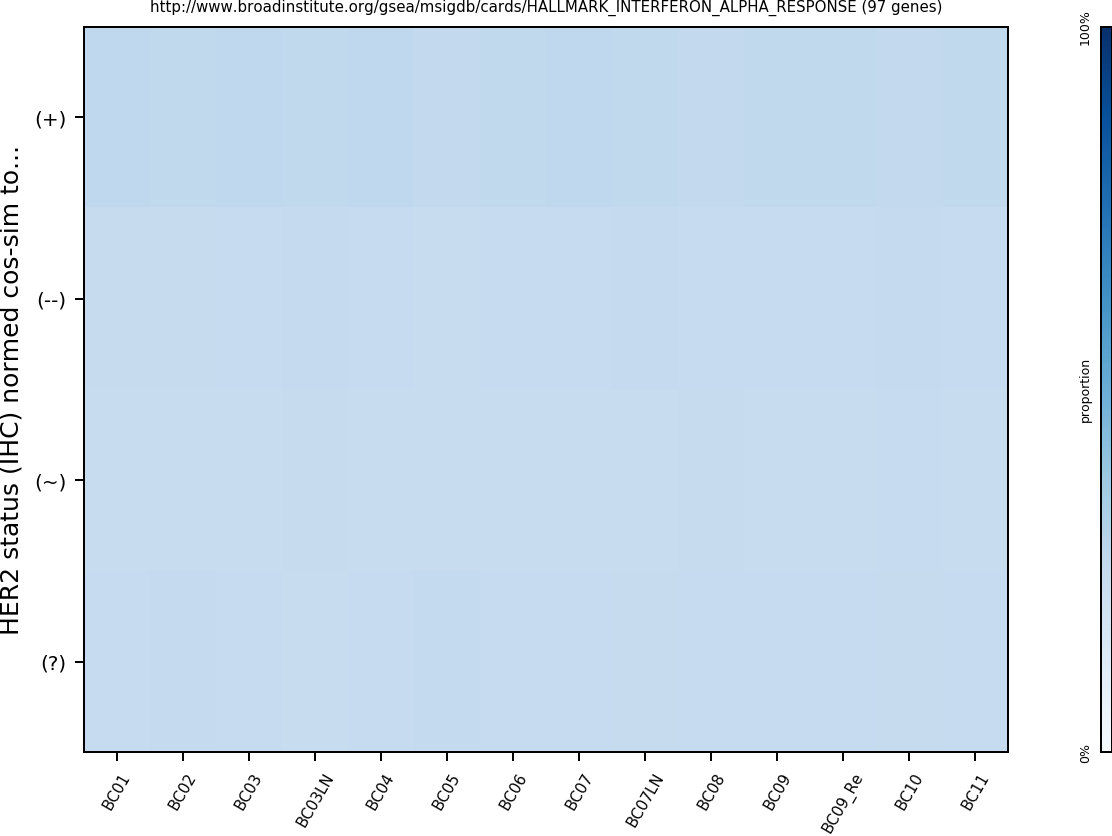 http://www.broadinstitute.org/gsea/msigdb/cards/HALLMARK_INTERFERON_ALPHA_RESPONSE (97 genes)
HER2 status (IHC) normed cos-sim to...
(+)
(--)
(~)
(?)
BC01
BC02
BC03
BC03LN
BC04
BC05
BC06
BC07
BC07LN
BC08
BC09
BC09_Re
BC10
BC11
100%
proportion
0%